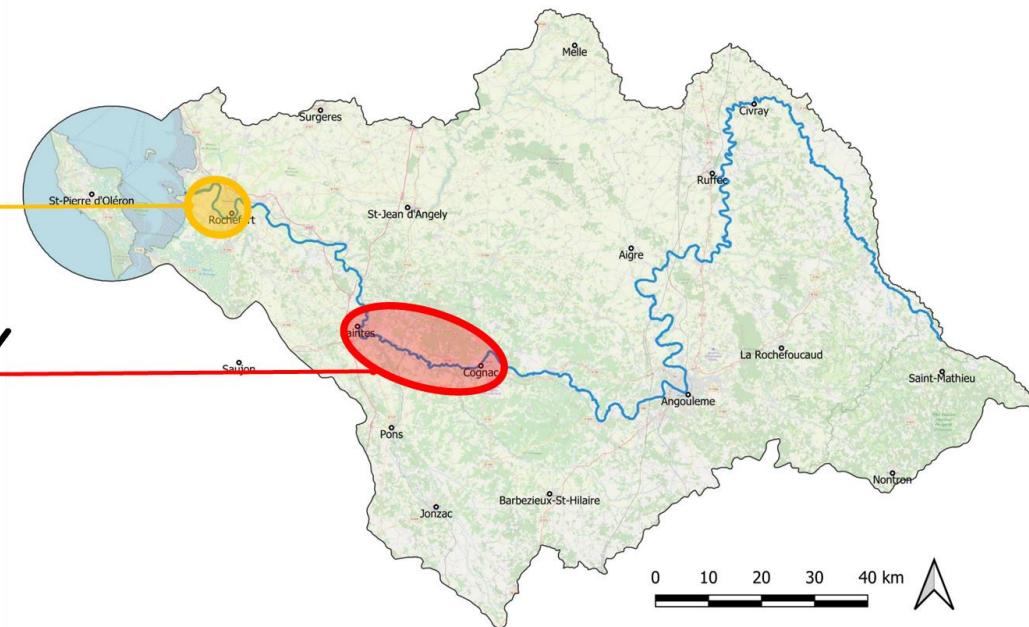 Melle
Civray
Surgeres
Ruffec
St-Pierre d'Oléron
St-Jean d'Angely
Rochefort
Aigre
aintes
La Rochefoucaud
Saujon
Cognac
Saint-Mathieu
Angouleme
Pons
Nontron
Barbezieux-St-Hilaire
Jonzac
0 10 20 30 40 km